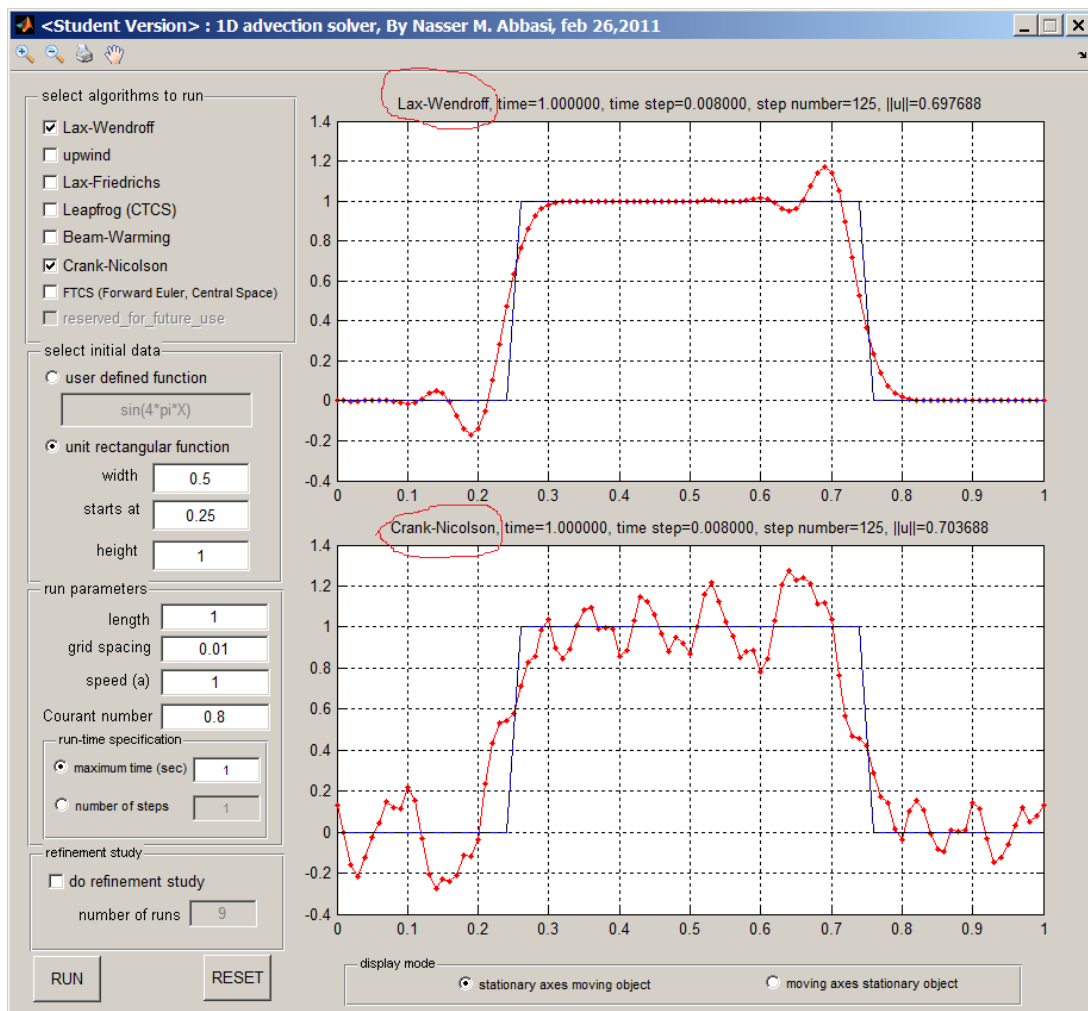 <Student Version> : 1D advection solver, By Nasser M. Abbasi, feb 26,2011
select algorithms to run
Lax-Wendroff
upwind
Lax-Friedrichs
Leapfrog (CTCS)
Beam-Warming
Crank-Nicolson
FTCS (Forward Euler, Central Space)
reserved_for_future_use
select initial data
user defined function
sin(4*pi*X)
unit rectangular function
width 0.5
starts at 0.25
height 1
run parameters
length 1
grid spacing 0.01
speed (a) 1
Courant number 0.8
run-time specification
maximum time (sec) 1
number of steps 1
refinement study
do refinement study
number of runs 9
RUN RESET
Lax-Wendroff, time=1.000000, time step=0.008000, step number=125, ||u||=0.697688
1.4
1.2
1
0.8
0.6
0.4
0.2
0
-0.2
-0.4
0 0.1 0.2 0.3 0.4 0.5 0.6 0.7 0.8 0.9 1
Crank-Nicolson, time=1.000000, time step=0.008000, step number=125, ||u||=0.703688
1.4
1.2
1
0.8
0.6
0.4
0.2
0
-0.2
-0.4
0 0.1 0.2 0.3 0.4 0.5 0.6 0.7 0.8 0.9 1
display mode
stationary axes moving object moving axes stationary object